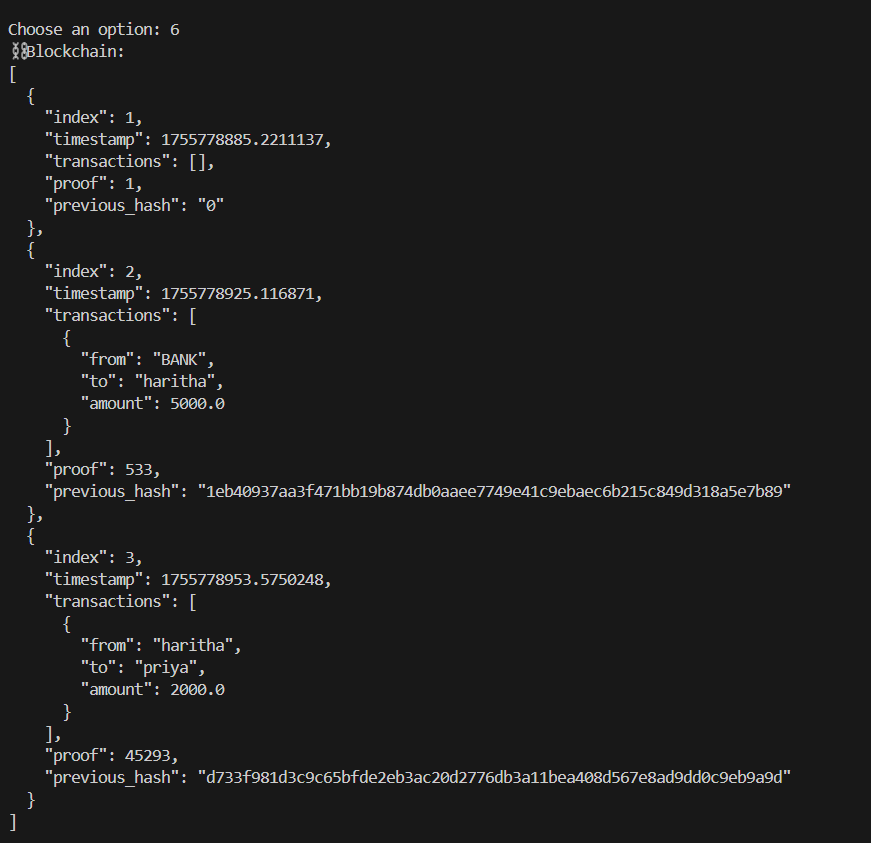 Choose an option: 6
⛓Blockchain:
[
  {
    "index": 1,
    "timestamp": 1755778885.2211137,
    "transactions": [],
    "proof": 1,
    "previous_hash": "0"
  },
  {
    "index": 2,
    "timestamp": 1755778925.116871,
    "transactions": [
      {
        "from": "BANK",
        "to": "haritha",
        "amount": 5000.0
      }
    ],
    "proof": 533,
    "previous_hash": "1eb40937aa3f471bb19b874db0aaee7749e41c9ebaec6b215c849d318a5e7b89"
  },
  {
    "index": 3,
    "timestamp": 1755778953.5750248,
    "transactions": [
      {
        "from": "haritha",
        "to": "priya",
        "amount": 2000.0
      }
    ],
    "proof": 45293,
    "previous_hash": "d733f981d3c9c65bfde2eb3ac20d2776db3a11bea408d567e8ad9dd0c9eb9a9d"
  }
]